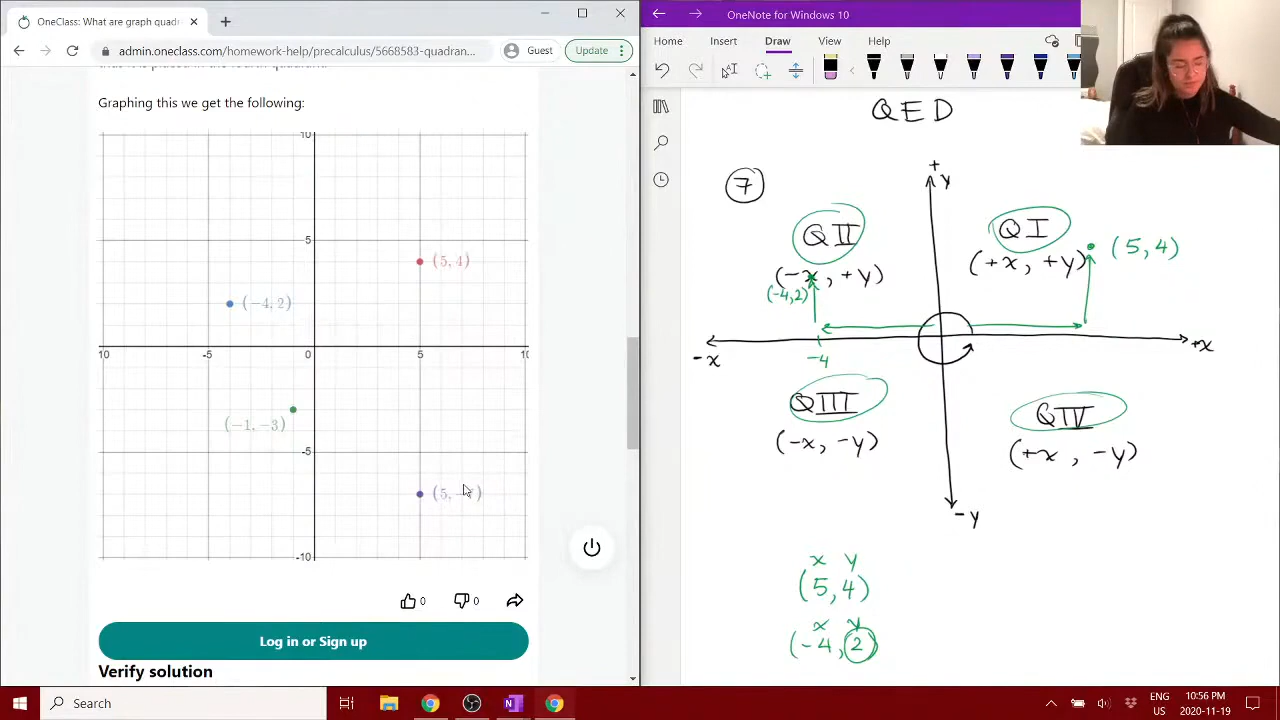 OneClass: What are graph quadr
admin.oneclass.com/homework-help/precalculus/5668583-quadran...
Guest
Update
Graphing this we get the following:
10
5
(5, 4)
(−4, 2)
10
-5
0
5
10
(−1, −3)
-5
(5, 
-10
0
0
Log in or Sign up
Verify solution
OneNote for Windows 10
Home
Insert
Draw
View
Help
QED
7
+
y
QII
QI
(5, 4)
(-x, +y)
(+x, +y)
(-4,2)
-x
-4
+x
QIII
QIV
(-x, -y)
(+x, -y)
-y
x y
(5, 4)
x y
(-4, 2)
Search
ENG
US
10:56 PM
2020-11-19